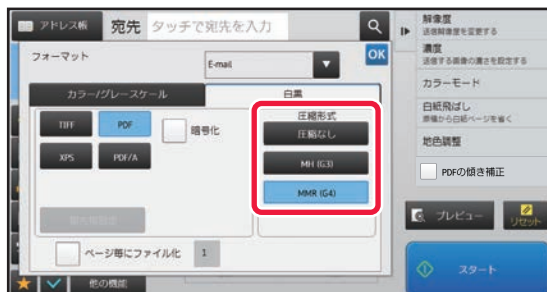 アドレス帳 宛先 タッチで宛先を入力
フォーマット
E-mail
OK
カラー/グレースケール
白黒
TIFF
PDF
暗号化
XPS
PDF/A
圧縮形式
圧縮なし
MH (G3)
MMR (G4)
ページ毎にファイル化 1
他の機能
解像度
送信解像度を変更する
濃度
送信する画像の濃さを設定する
カラーモード
白紙飛ばし
原稿から白紙ページを省く
地色調整
PDFの傾き補正
プレビュー
リセット
スタート